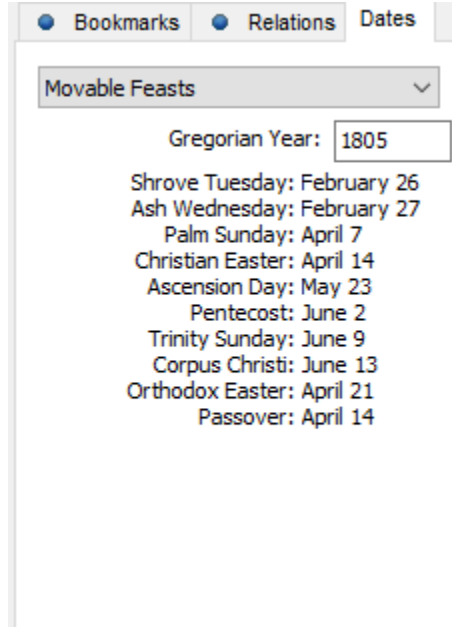 Bookmarks Relations Dates
Movable Feasts
Gregorian Year: 1805
Shrove Tuesday: February 26
Ash Wednesday: February 27
Palm Sunday: April 7
Christian Easter: April 14
Ascension Day: May 23
Pentecost: June 2
Trinity Sunday: June 9
Corpus Christi: June 13
Orthodox Easter: April 21
Passover: April 14